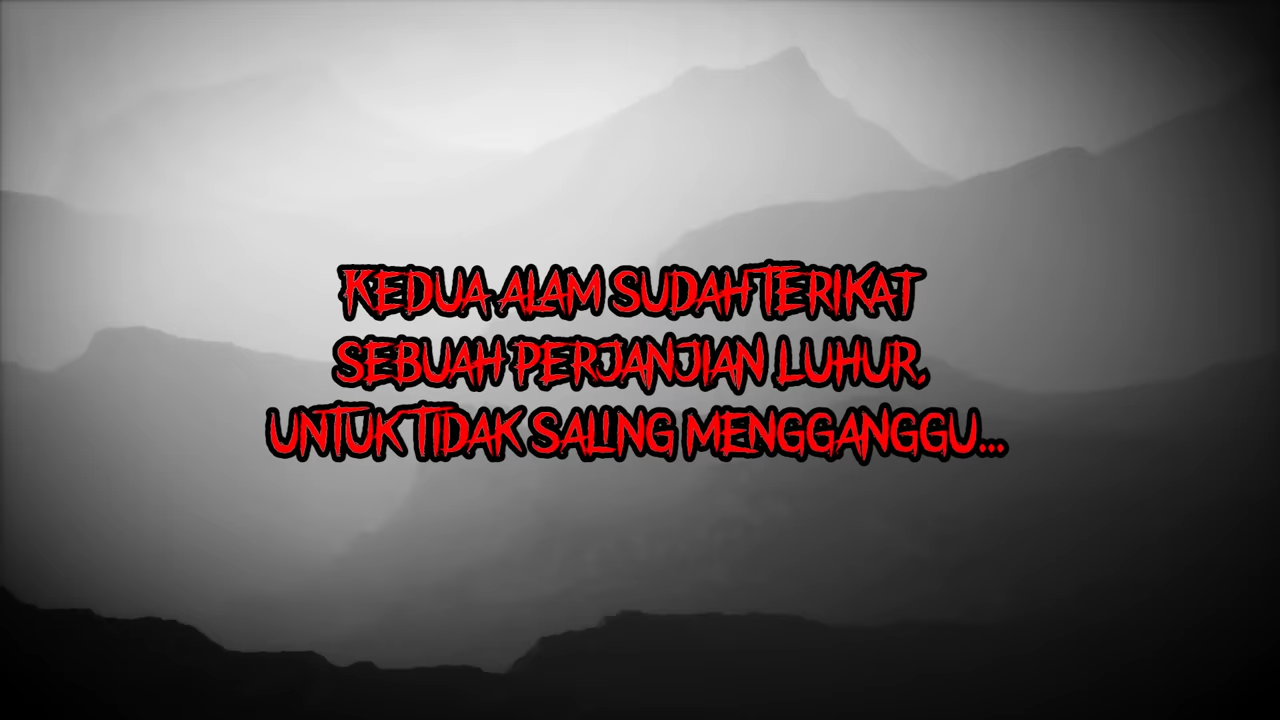 KEDUA ALAM SUDAH TERIKAT
SEBUAH PERJANJIAN LUHUR,
UNTUK TIDAK SALING MENGGANGGU...